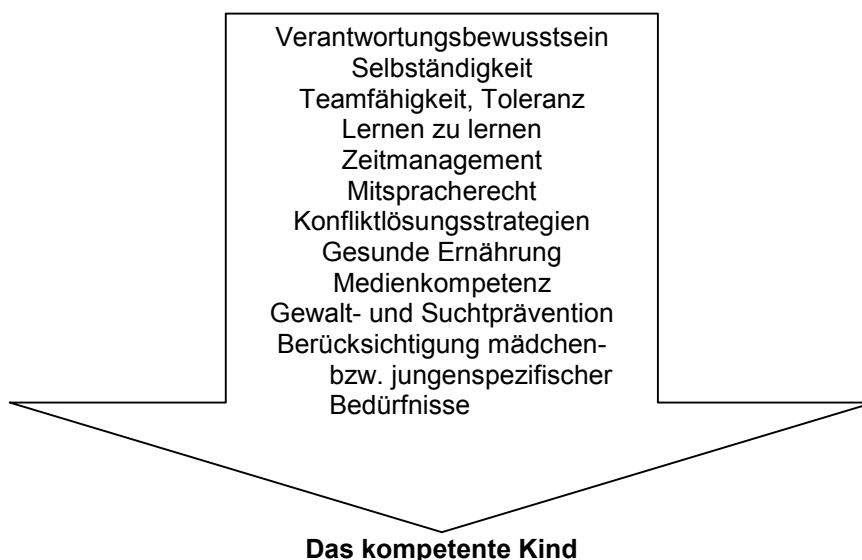 Verantwortungsbewusstsein
Selbständigkeit
Teamfähigkeit, Toleranz
Lernen zu lernen
Zeitmanagement
Mitspracherecht
Konfliktlösungsstrategien
Gesunde Ernährung
Medienkompetenz
Gewalt- und Suchtprävention
Berücksichtigung mädchen-
bzw. jungenspezifischer
Bedürfnisse
Das kompetente Kind